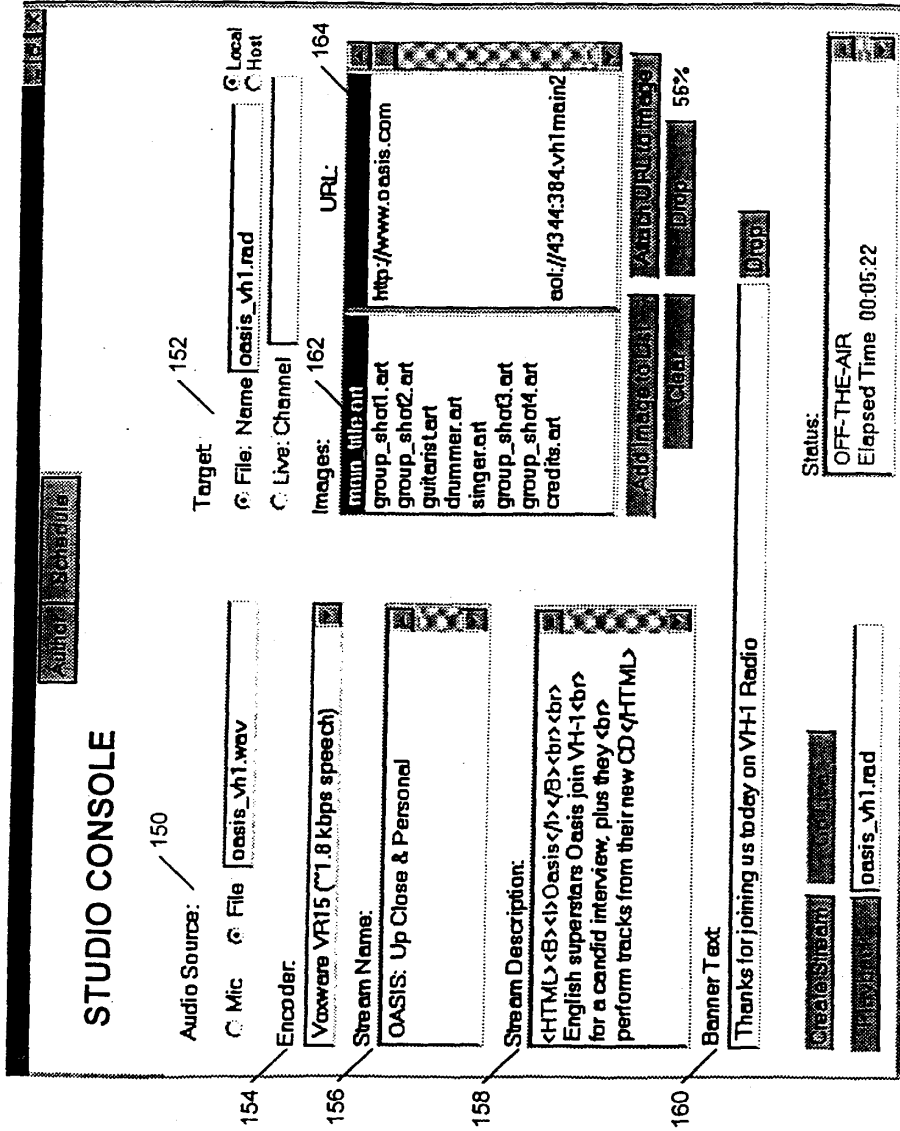 Author Schedule
STUDIO CONSOLE
150
Audio Source:
Mic File oasis_vh1.wav
154
Encoder:
Voxware VR15 (~1.8 kbps speech)
156
Stream Name:
OASIS: Up Close & Personal
158
Stream Description:
<HTML><B><I>Oasis</I></B><br><br>
English superstars Oasis join VH-1<br>
for a candid interview, plus they <br>
perform tracks from their new CD</HTML>
160
Banner Text
Thanks for joining us today on VH-1 Radio
Drop
Create Stream
oasis_vh1.rad
152
Target:
File: Name oasis_vh1.rad
Local
Host
Live: Channel
162
164
Images:
URL:
main_title.art
http://www.oasis.com
group_shot1.art
group_shot2.art
guitarist.art
drummer.art
singer.art
group_shot3.art
group_shot4.art
credits.art
aol://4344:384.vh1main2
Add Image to List
Attach URL to Image
Clear
Drop
56%
Status:
OFF-THE-AIR
Elapsed Time 00:05:22